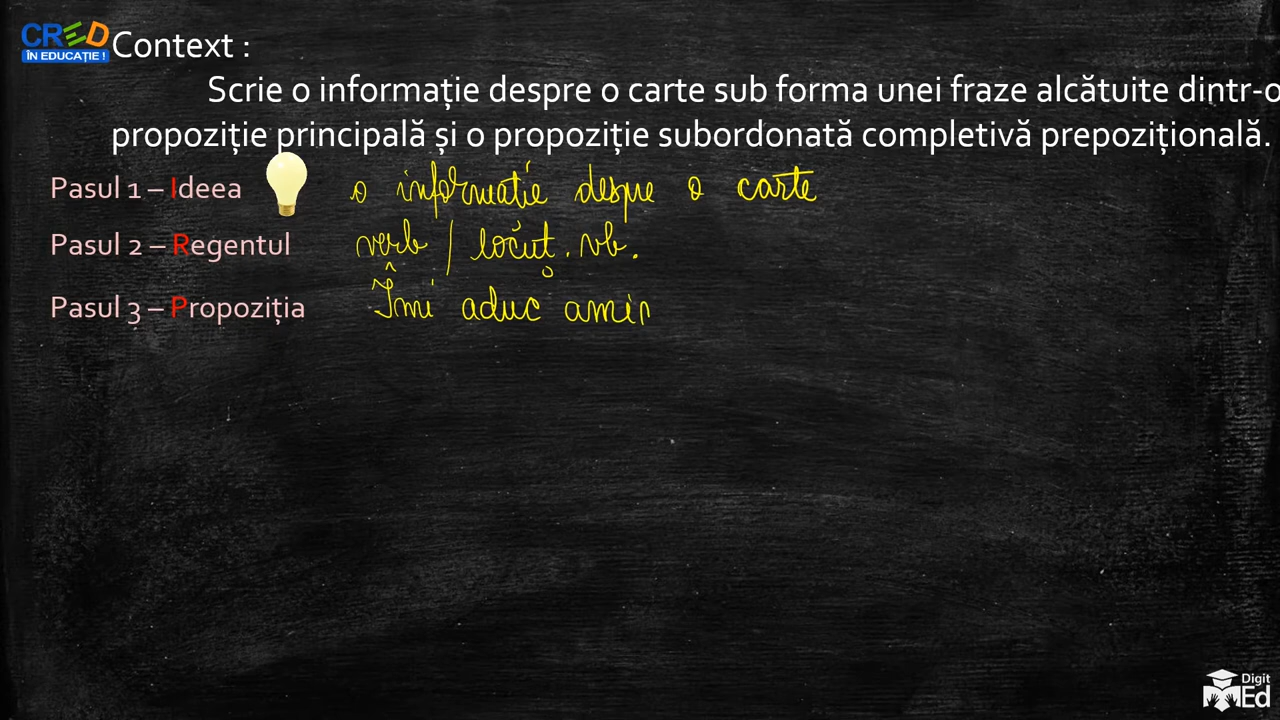 CRED
ÎN EDUCAȚIE !
Context :
Scrie o informație despre o carte sub forma unei fraze alcătuite dintr-o
propoziție principală și o propoziție subordonată completivă prepozițională.
Pasul 1 – Ideea o informatie despre o carte
Pasul 2 – Regentul verb / locuț. vb.
Pasul 3 – Propoziția Îmi aduc amin
Digit
Ed